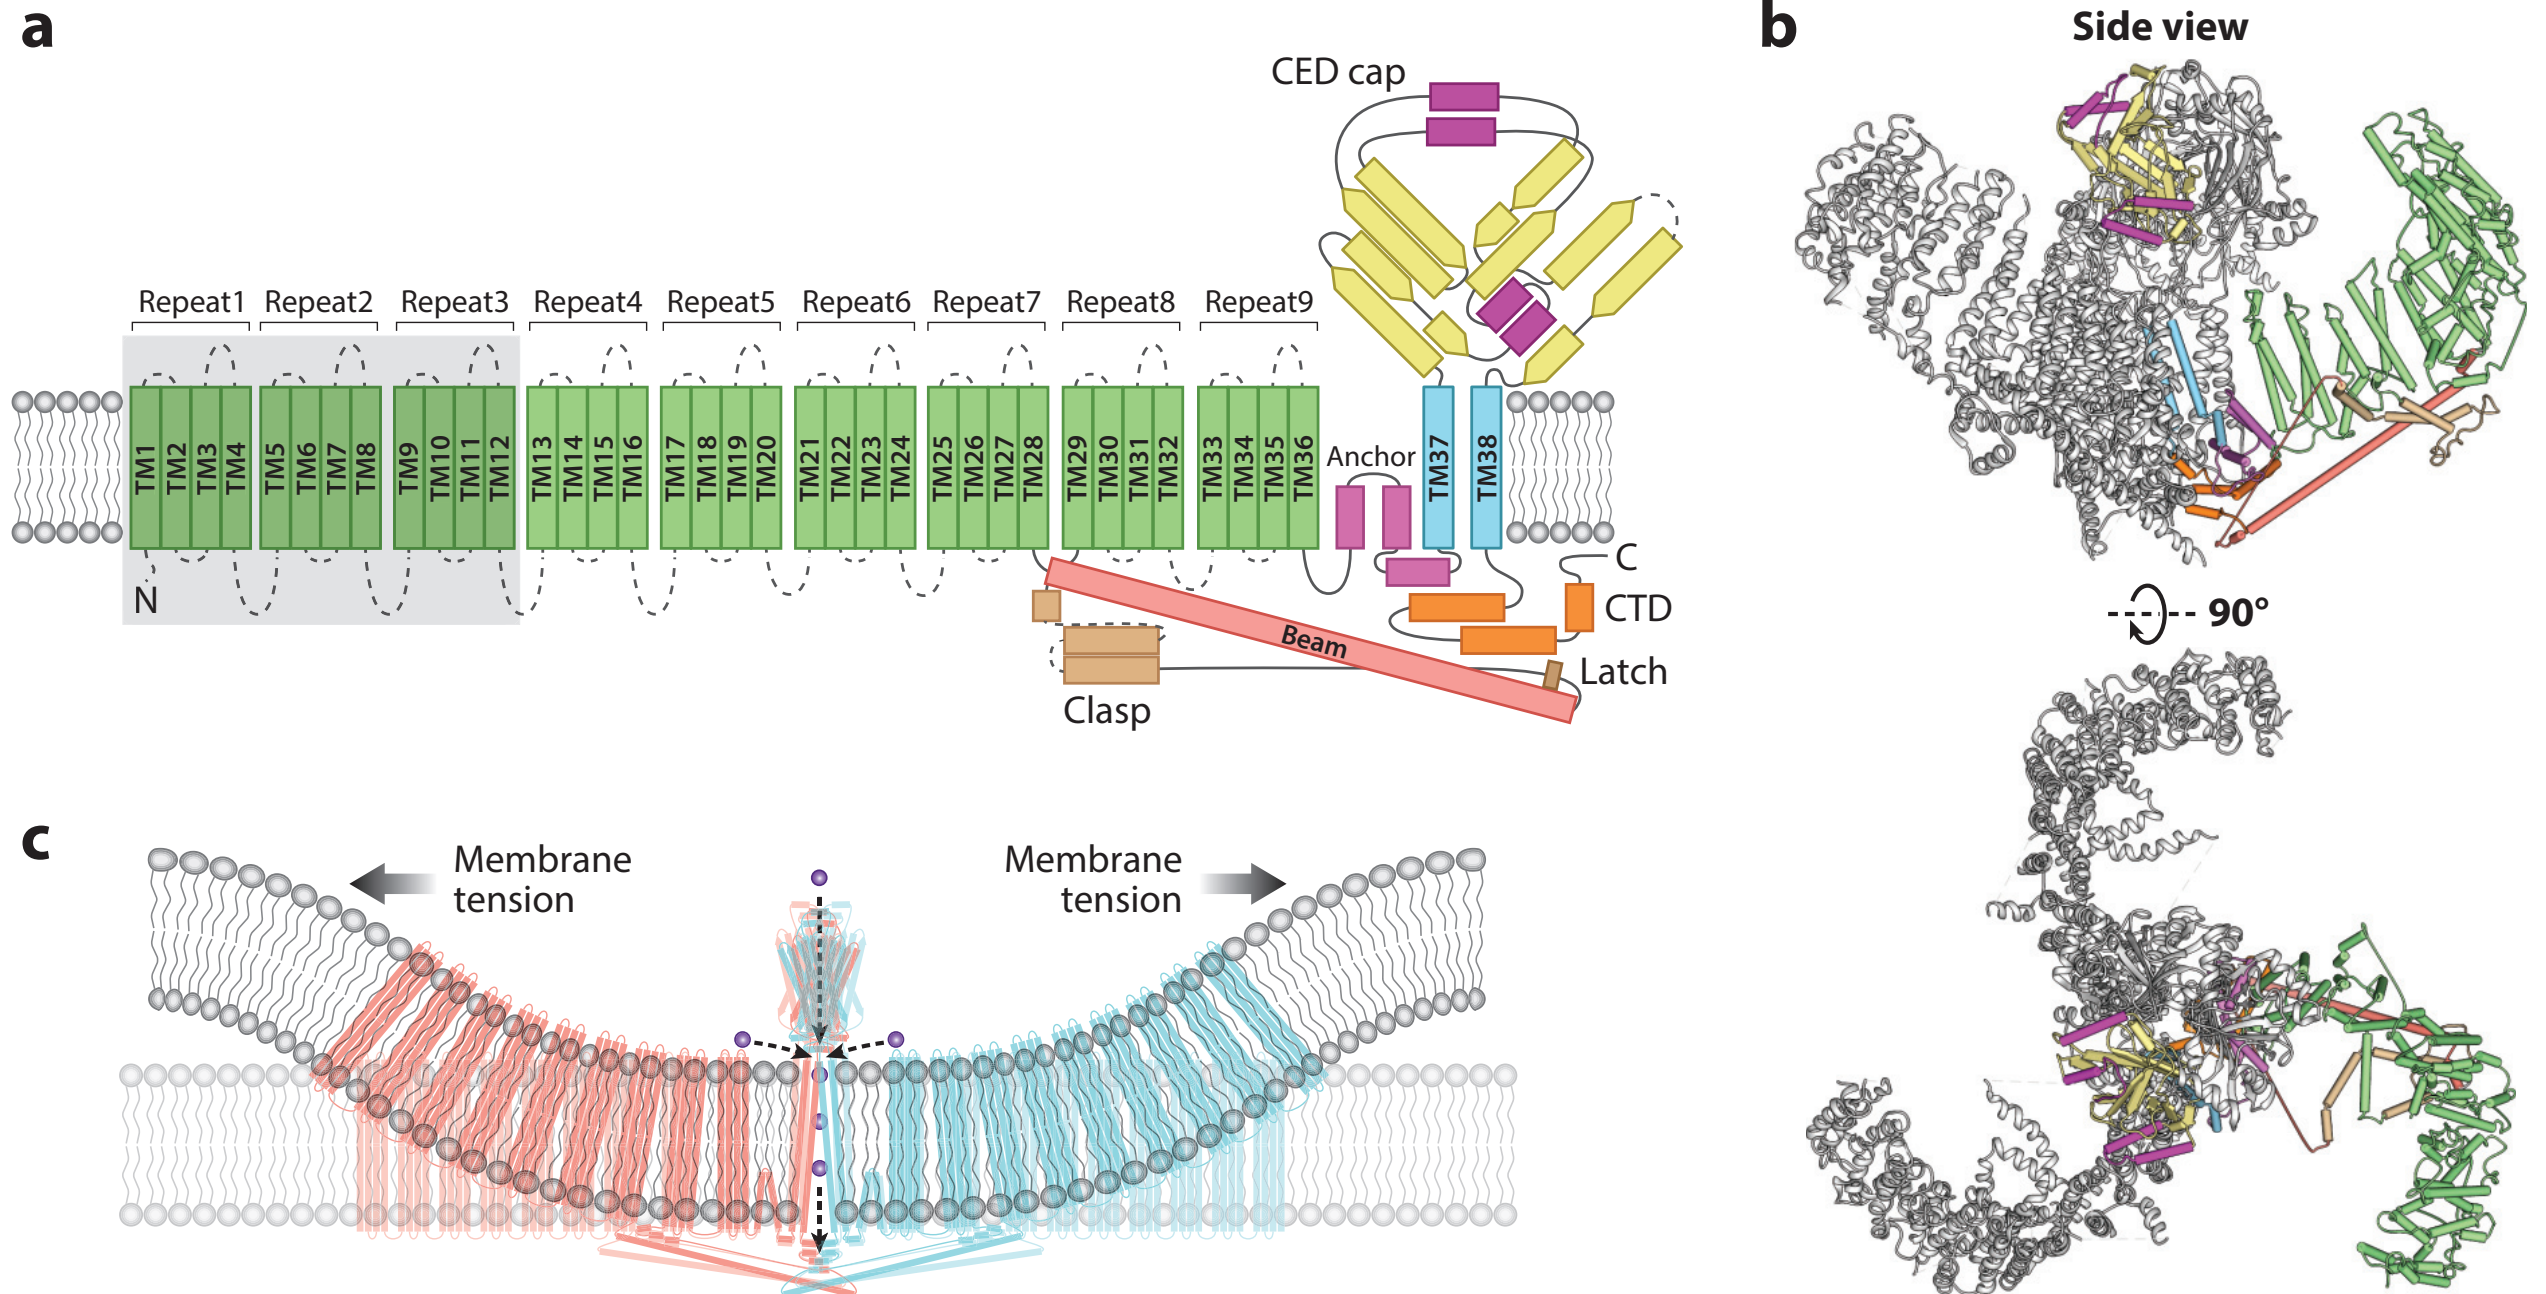 a
CED cap
Repeat1
Repeat2
Repeat3
Repeat4
Repeat5
Repeat6
Repeat7
Repeat8
Repeat9
TM1
TM2
TM3
TM4
TM5
TM6
TM7
TM8
TM9
TM10
TM11
TM12
TM13
TM14
TM15
TM16
TM17
TM18
TM19
TM20
TM21
TM22
TM23
TM24
TM25
TM26
TM27
TM28
TM29
TM30
TM31
TM32
TM33
TM34
TM35
TM36
Anchor
TM37
TM38
N
C
CTD
Beam
Latch
Clasp
b
Side view
90°
c
Membrane
tension
Membrane
tension